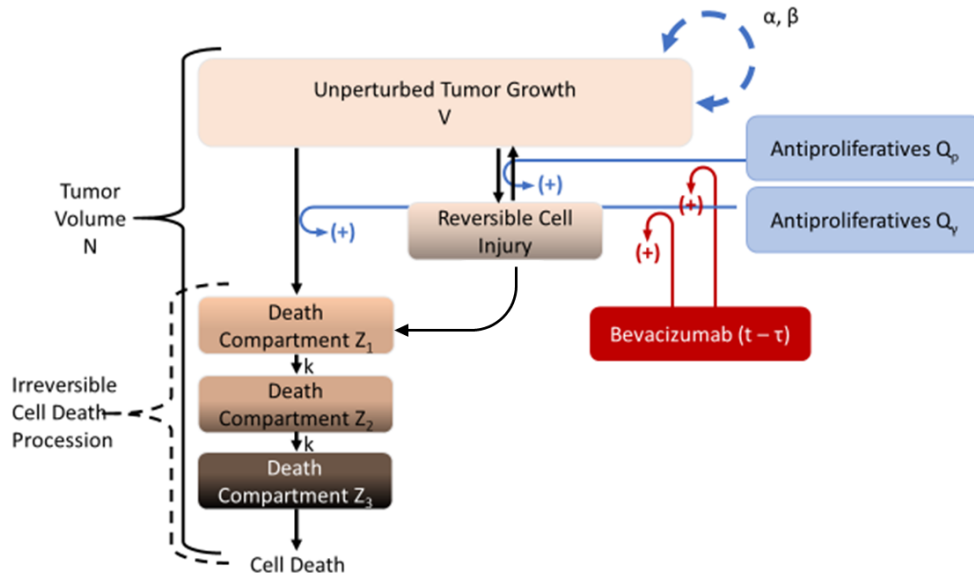 α, β
Unperturbed Tumor Growth
V
Antiproliferatives Qp
(+)
Tumor
Volume
N
Reversible Cell
Injury
(+)
(+)
(+)
Antiproliferatives Qγ
Death
Compartment Z1
Bevacizumab (t – τ)
k
Irreversible
Cell Death
Procession
Death
Compartment Z2
k
Death
Compartment Z3
Cell Death